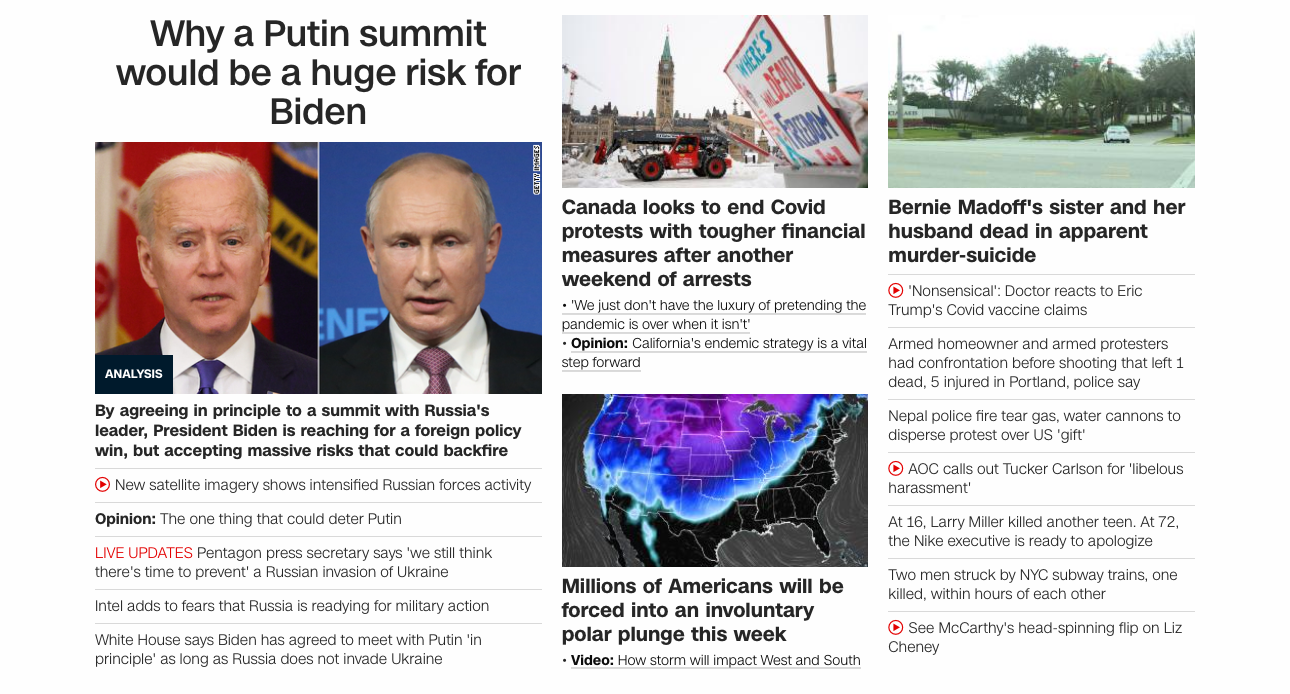 Why a Putin summit
would be a huge risk for
Biden
GETTY IMAGES
NAV
ENE
ANALYSIS
By agreeing in principle to a summit with Russia's
leader, President Biden is reaching for a foreign policy
win, but accepting massive risks that could backfire
New satellite imagery shows intensified Russian forces activity
Opinion: The one thing that could deter Putin
LIVE UPDATES Pentagon press secretary says 'we still think
there's time to prevent' a Russian invasion of Ukraine
Intel adds to fears that Russia is readying for military action
White House says Biden has agreed to meet with Putin 'in
principle' as long as Russia does not invade Ukraine
WHERE'S
FREEDOM
Canada looks to end Covid
protests with tougher financial
measures after another
weekend of arrests
• 'We just don't have the luxury of pretending the
pandemic is over when it isn't'
• Opinion: California's endemic strategy is a vital
step forward
Millions of Americans will be
forced into an involuntary
polar plunge this week
• Video: How storm will impact West and South
Bernie Madoff's sister and her
husband dead in apparent
murder-suicide
'Nonsensical': Doctor reacts to Eric
Trump's Covid vaccine claims
Armed homeowner and armed protesters
had confrontation before shooting that left 1
dead, 5 injured in Portland, police say
Nepal police fire tear gas, water cannons to
disperse protest over US 'gift'
AOC calls out Tucker Carlson for 'libelous
harassment'
At 16, Larry Miller killed another teen. At 72,
the Nike executive is ready to apologize
Two men struck by NYC subway trains, one
killed, within hours of each other
See McCarthy's head-spinning flip on Liz
Cheney